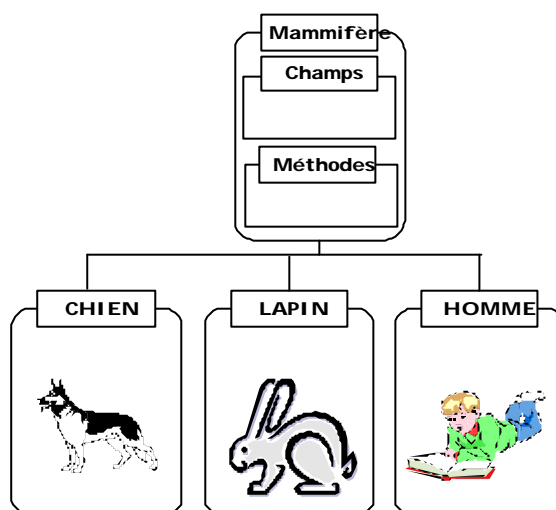 Mammifère
Champs
Méthodes
CHIEN
LAPIN
HOMME